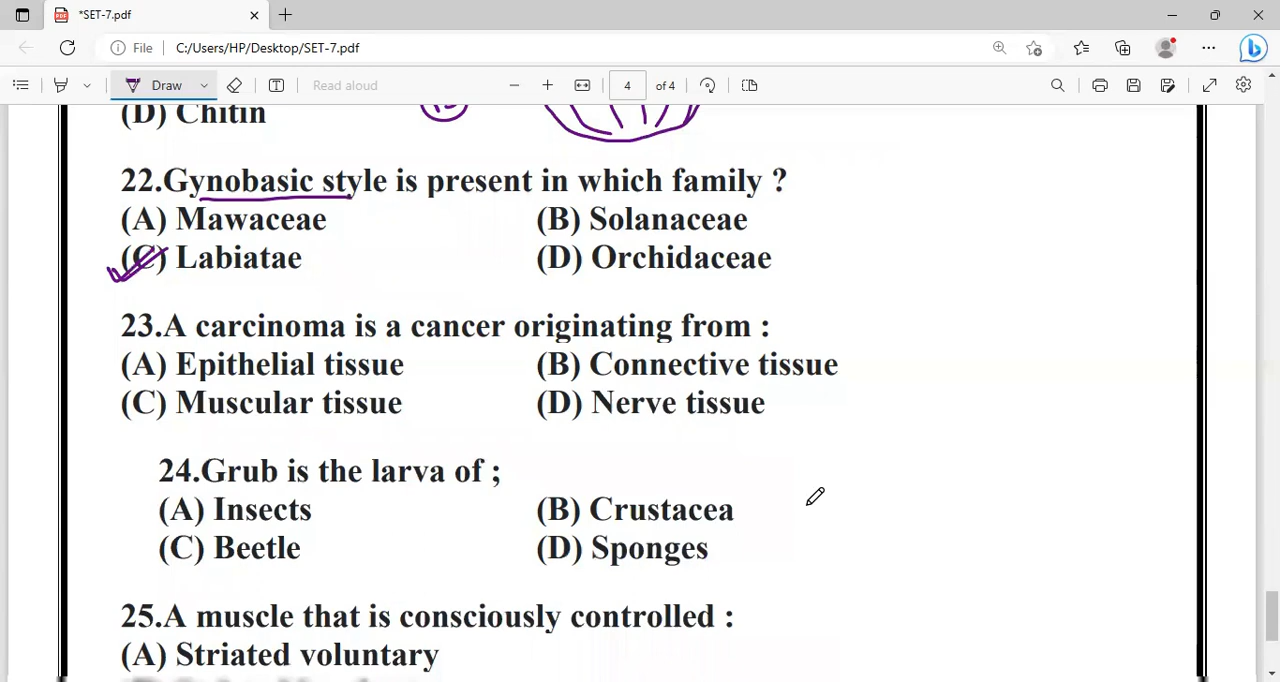 *SET-7.pdf
File C:/Users/HP/Desktop/SET-7.pdf
Draw Read aloud 4 of 4
(D) Chitin
22.Gynobasic style is present in which family ?
(A) Mawaceae (B) Solanaceae
(C) Labiatae (D) Orchidaceae
23.A carcinoma is a cancer originating from :
(A) Epithelial tissue (B) Connective tissue
(C) Muscular tissue (D) Nerve tissue
24.Grub is the larva of ;
(A) Insects (B) Crustacea
(C) Beetle (D) Sponges
25.A muscle that is consciously controlled :
(A) Striated voluntary